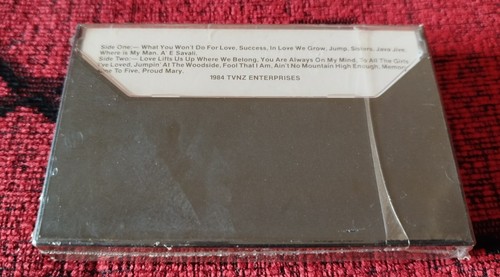 Side One:— What You Won't Do For Love, Success, In Love We Grow, Jump, Sisters, Java Jive,
Where is My Man, A' E Savali.
Side Two:— Love Lifts Us Up Where We Belong, You Are Always On My Mind, To All The Girls
I've Loved, Jumpin' At The Woodside, Fool That I Am, Ain't No Mountain High Enough, Memory
To Five, Proud Mary.
1984 TVNZ ENTERPRISES